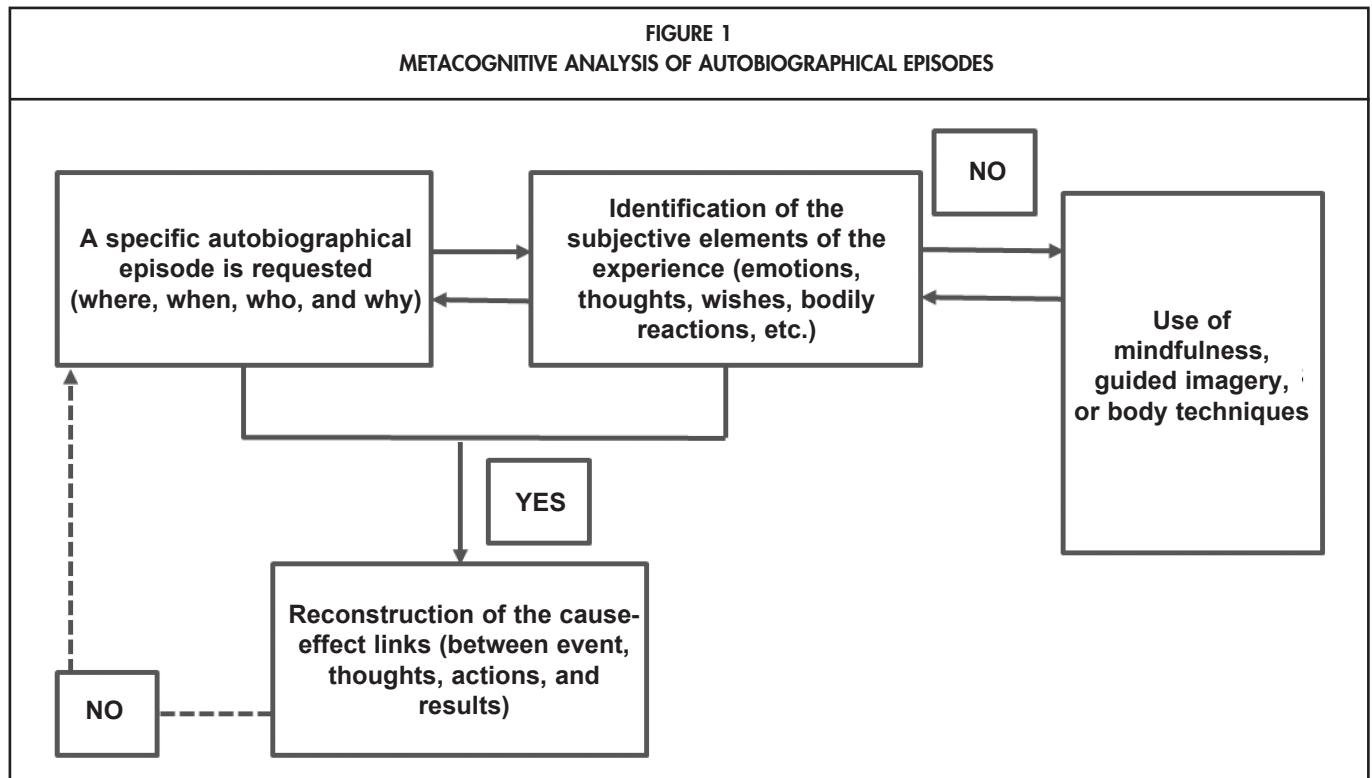 FIGURE 1
METACOGNITIVE ANALYSIS OF AUTOBIOGRAPHICAL EPISODES
A specific autobiographical
episode is requested
(where, when, who, and why)
Identification of the
subjective elements of the
experience (emotions,
thoughts, wishes, bodily
reactions, etc.)
NO
Use of
mindfulness,
guided imagery,
or body techniques
YES
Reconstruction of the cause-
effect links (between event,
thoughts, actions, and
results)
NO